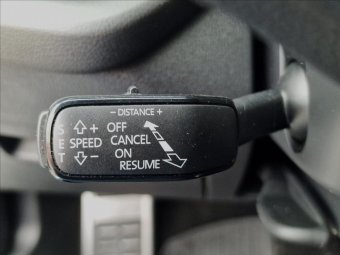 - DISTANCE +
S + OFF
E SPEED CANCEL
T - ON
RESUME